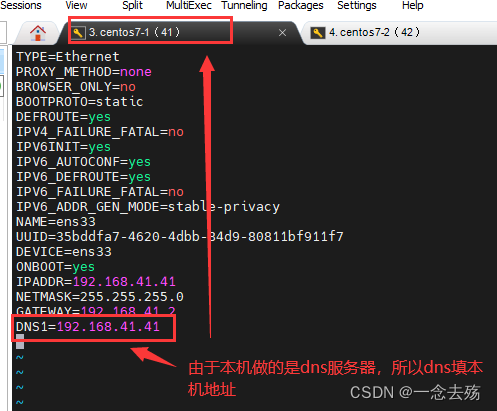 Sessions View Split MultiExec Tunneling Packages Settings Help
3. centos7-1（41） 4. centos7-2（42）
TYPE=Ethernet
PROXY_METHOD=none
BROWSER_ONLY=no
BOOTPROTO=static
DEFROUTE=yes
IPV4_FAILURE_FATAL=no
IPV6INIT=yes
IPV6_AUTOCONF=yes
IPV6_DEFROUTE=yes
IPV6_FAILURE_FATAL=no
IPV6_ADDR_GEN_MODE=stable-privacy
NAME=ens33
UUID=35bddfa7-4620-4dbb-84d9-80811bf911f7
DEVICE=ens33
ONBOOT=yes
IPADDR=192.168.41.41
NETMASK=255.255.255.0
GATEWAY=192.168.41.2
DNS1=192.168.41.41
~
~
~
~
由于本机做的是dns服务器，所以dns填本
机地址
CSDN @一念去殇